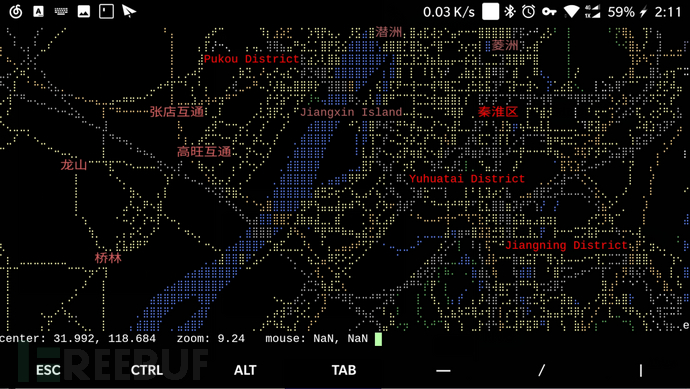 0.03 K/s 59% 2:11
潜洲
菱洲
Pukou District
张店互通
Jiangxin Island
秦淮区
高旺互通
龙山
Yuhuatai District
Jiangning District
桥林
e
center: 31.992, 118.684 zoom: 9.24 mouse: NaN, NaN
ESC CTRL ALT TAB — / |
REEBUF